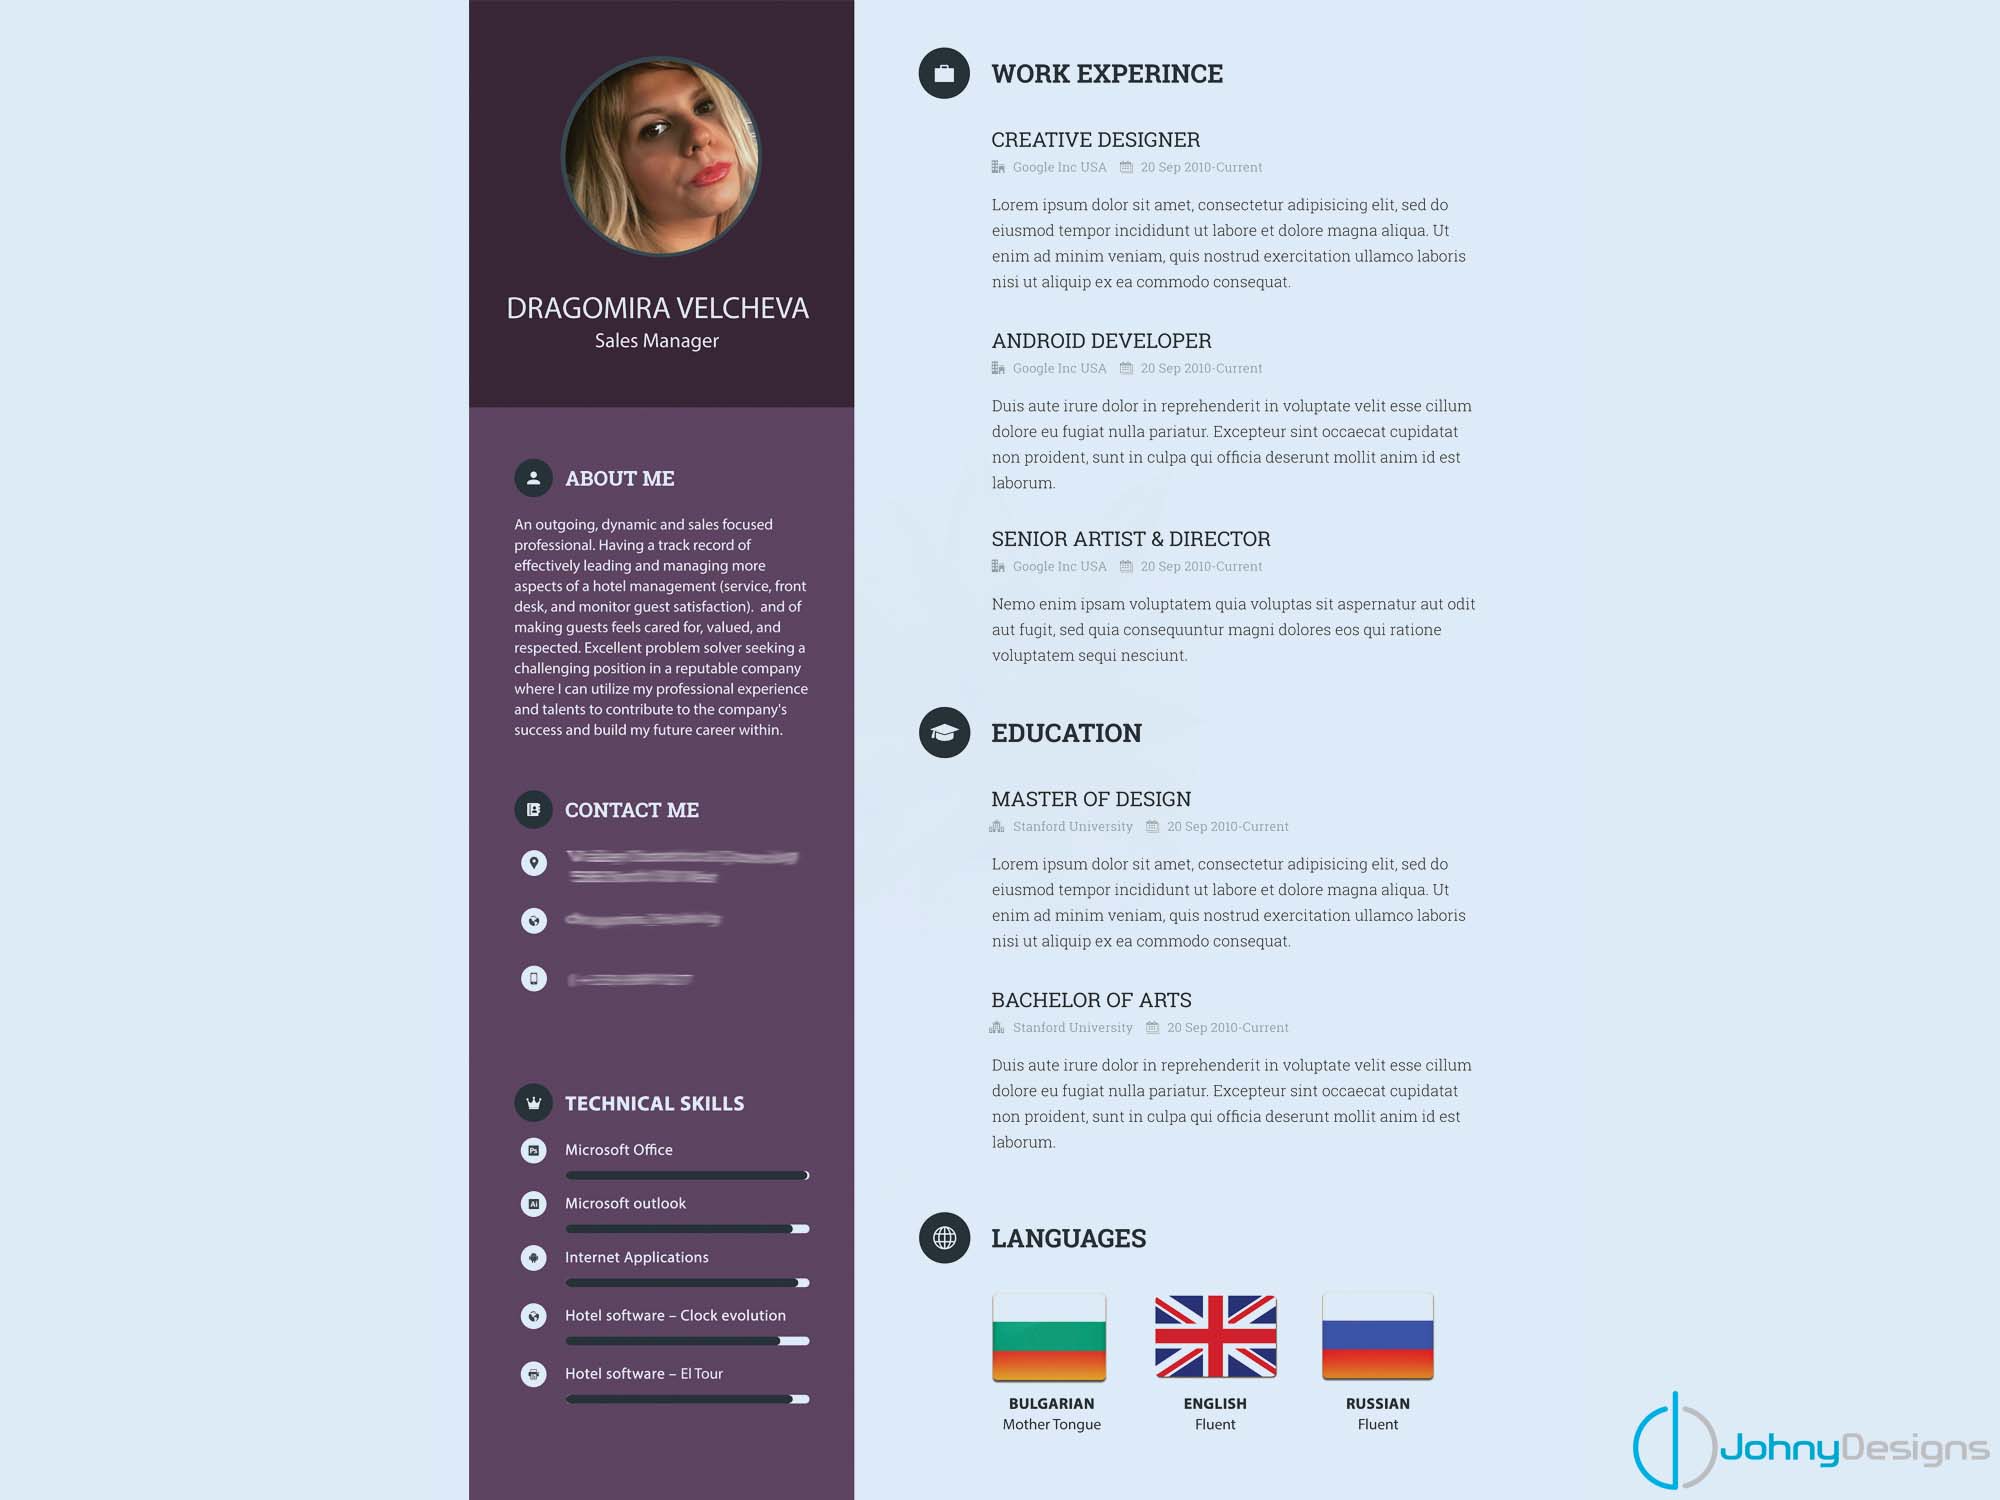 DRAGOMIRA VELCHEVA
Sales Manager
ABOUT ME
An outgoing, dynamic and sales focused
professional. Having a track record of
effectively leading and managing more
aspects of a hotel management (service, front
desk, and monitor guest satisfaction).  and of
making guests feels cared for, valued, and
respected. Excellent problem solver seeking a
challenging position in a reputable company
where I can utilize my professional experience
and talents to contribute to the company's
success and build my future career within.
CONTACT ME
TECHNICAL SKILLS
Ps Microsoft Office
AI Microsoft outlook
Internet Applications
Hotel software – Clock evolution
Hotel software – El Tour
WORK EXPERINCE
CREATIVE DESIGNER
Google Inc USA 20 Sep 2010-Current
Lorem ipsum dolor sit amet, consectetur adipisicing elit, sed do
eiusmod tempor incididunt ut labore et dolore magna aliqua. Ut
enim ad minim veniam, quis nostrud exercitation ullamco laboris
nisi ut aliquip ex ea commodo consequat.
ANDROID DEVELOPER
Google Inc USA 20 Sep 2010-Current
Duis aute irure dolor in reprehenderit in voluptate velit esse cillum
dolore eu fugiat nulla pariatur. Excepteur sint occaecat cupidatat
non proident, sunt in culpa qui officia deserunt mollit anim id est
laborum.
SENIOR ARTIST & DIRECTOR
Google Inc USA 20 Sep 2010-Current
Nemo enim ipsam voluptatem quia voluptas sit aspernatur aut odit
aut fugit, sed quia consequuntur magni dolores eos qui ratione
voluptatem sequi nesciunt.
EDUCATION
MASTER OF DESIGN
Stanford University 20 Sep 2010-Current
Lorem ipsum dolor sit amet, consectetur adipisicing elit, sed do
eiusmod tempor incididunt ut labore et dolore magna aliqua. Ut
enim ad minim veniam, quis nostrud exercitation ullamco laboris
nisi ut aliquip ex ea commodo consequat.
BACHELOR OF ARTS
Stanford University 20 Sep 2010-Current
Duis aute irure dolor in reprehenderit in voluptate velit esse cillum
dolore eu fugiat nulla pariatur. Excepteur sint occaecat cupidatat
non proident, sunt in culpa qui officia deserunt mollit anim id est
laborum.
LANGUAGES
BULGARIAN ENGLISH RUSSIAN
Mother Tongue Fluent Fluent
JohnyDesigns